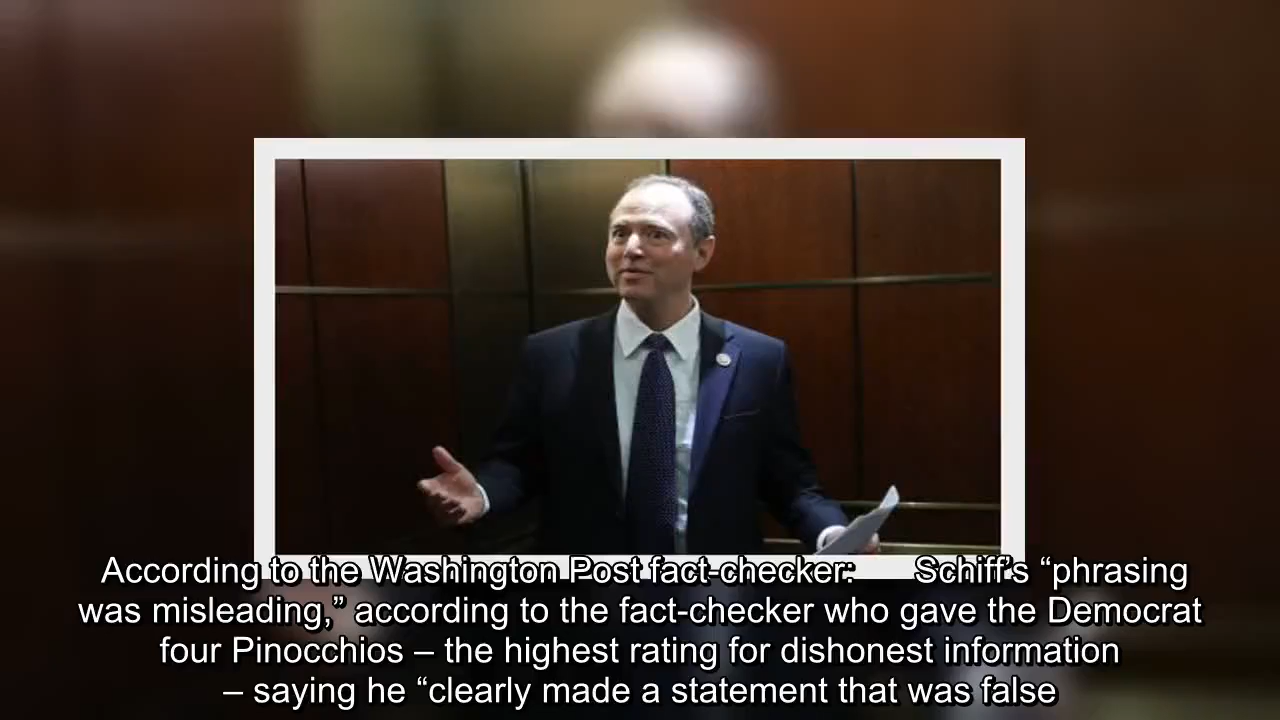 According to the Washington Post fact-checker: Schiff's “phrasing
was misleading,” according to the fact-checker who gave the Democrat
four Pinocchios – the highest rating for dishonest information
– saying he “clearly made a statement that was false